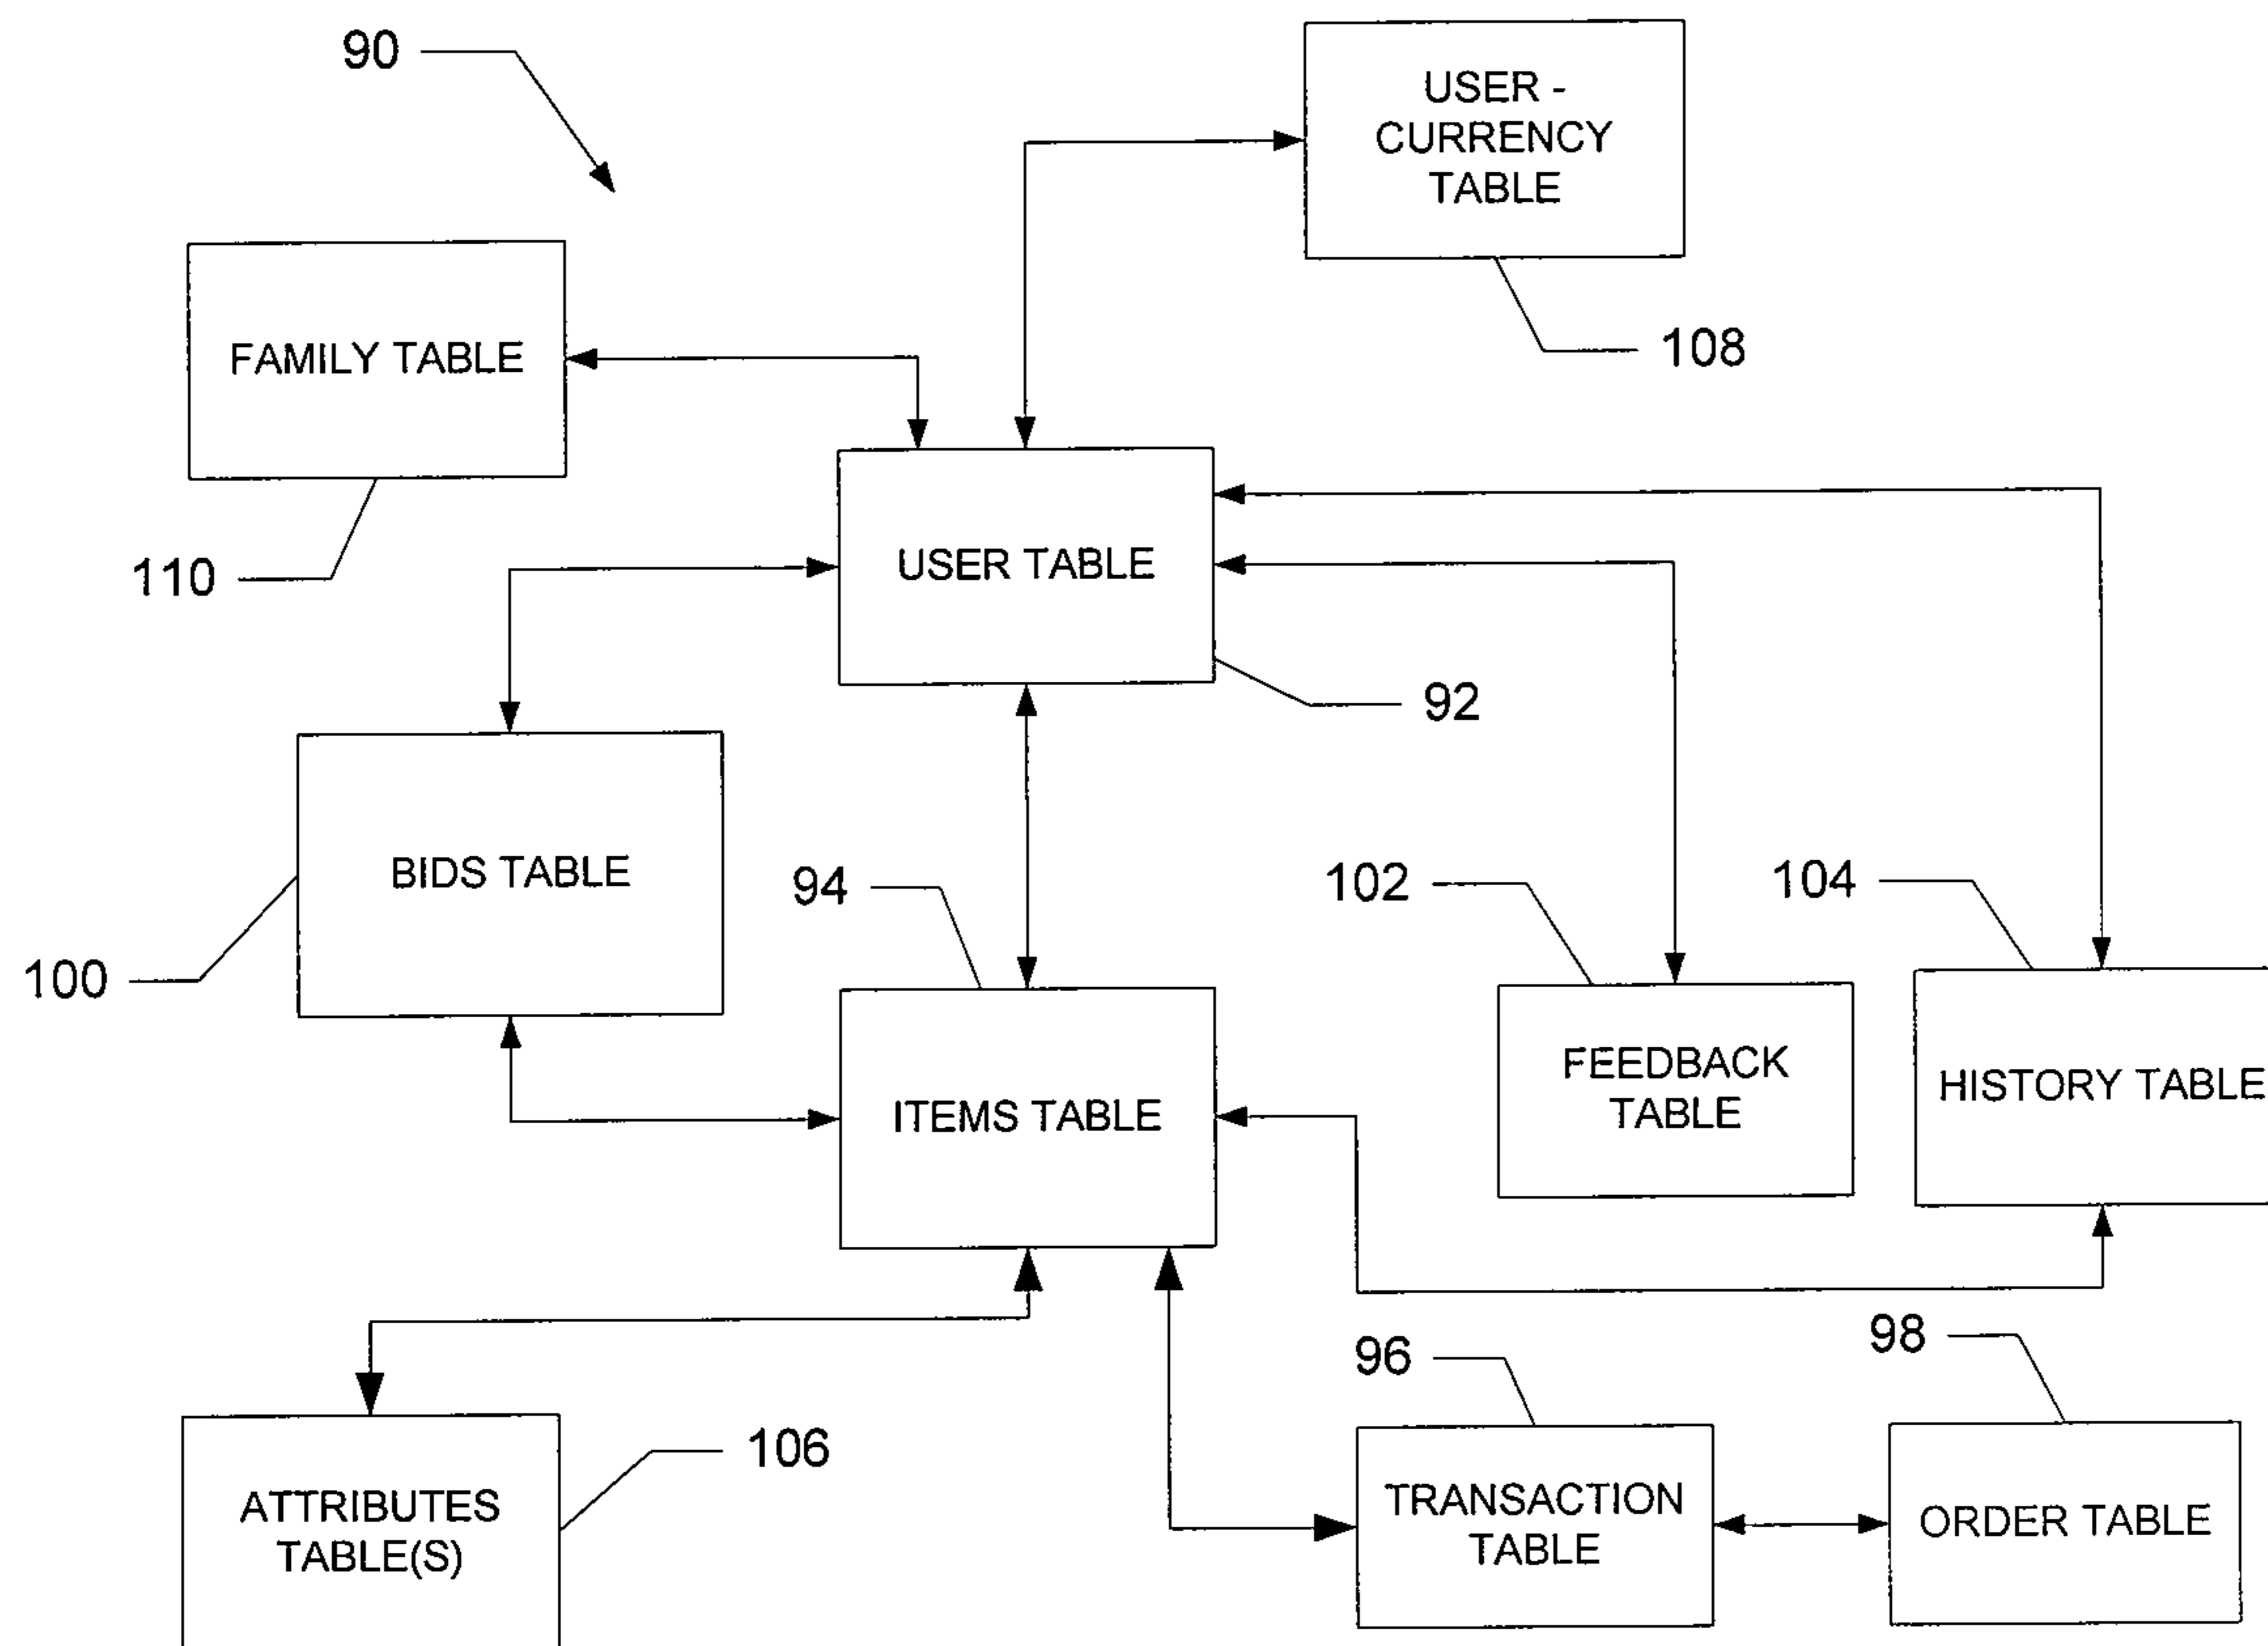 90
USER -
CURRENCY
TABLE
108
FAMILY TABLE
110
USER TABLE
92
BIDS TABLE
100
94
ITEMS TABLE
102
FEEDBACK
TABLE
104
HISTORY TABLE
ATTRIBUTES
TABLE(S)
106
96
TRANSACTION
TABLE
98
ORDER TABLE